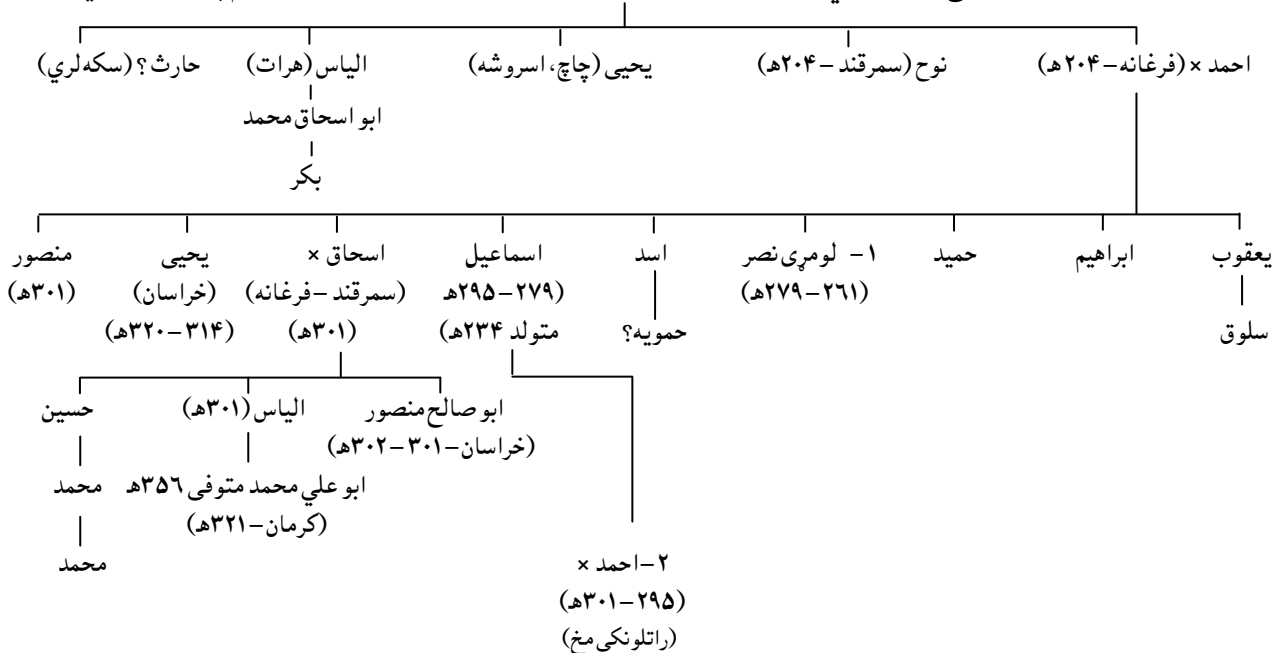 احمد × (فرغانه – ۲۰۴هـ) نوح (سمرقند – ۲۰۴هـ) یحیی (چاچ، اسروشه) الیاس (هرات) حارث؟ (سکه لري)
ابو اسحاق محمد
بکر
یعقوب ابراهیم حمید ۱- لومړی نصر اسد اسماعیل اسحاق × یحیی منصور
(۲۶۱–۲۷۹هـ) (۲۷۹–۲۹۵هـ (سمرقند – فرغانه) (خراسان) (۳۰۱هـ)
سلوق حمویه؟ متولد ۲۳۴هـ) (۳۰۱هـ) (۳۱۴–۳۲۰هـ)
ابو صالح منصور الیاس (۳۰۱هـ) حسین
(خراسان – ۳۰۱–۳۰۲هـ)
ابو علي محمد متوفی ۳۵۶هـ محمد
(کرمان – ۳۲۱هـ)
محمد
۲- احمد ×
(۲۹۵–۳۰۱هـ)
(راتلونکی مخ)